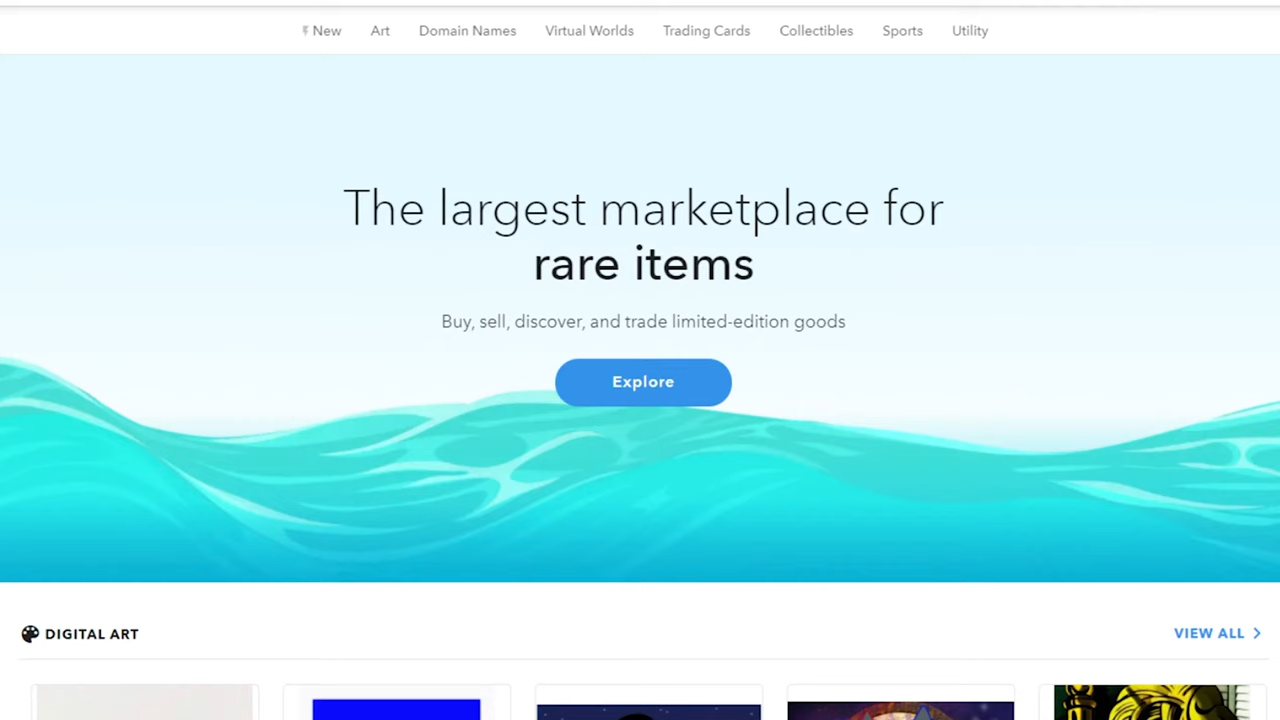 New Art Domain Names Virtual Worlds Trading Cards Collectibles Sports Utility
The largest marketplace for
rare items
Buy, sell, discover, and trade limited-edition goods
Explore
DIGITAL ART VIEW ALL